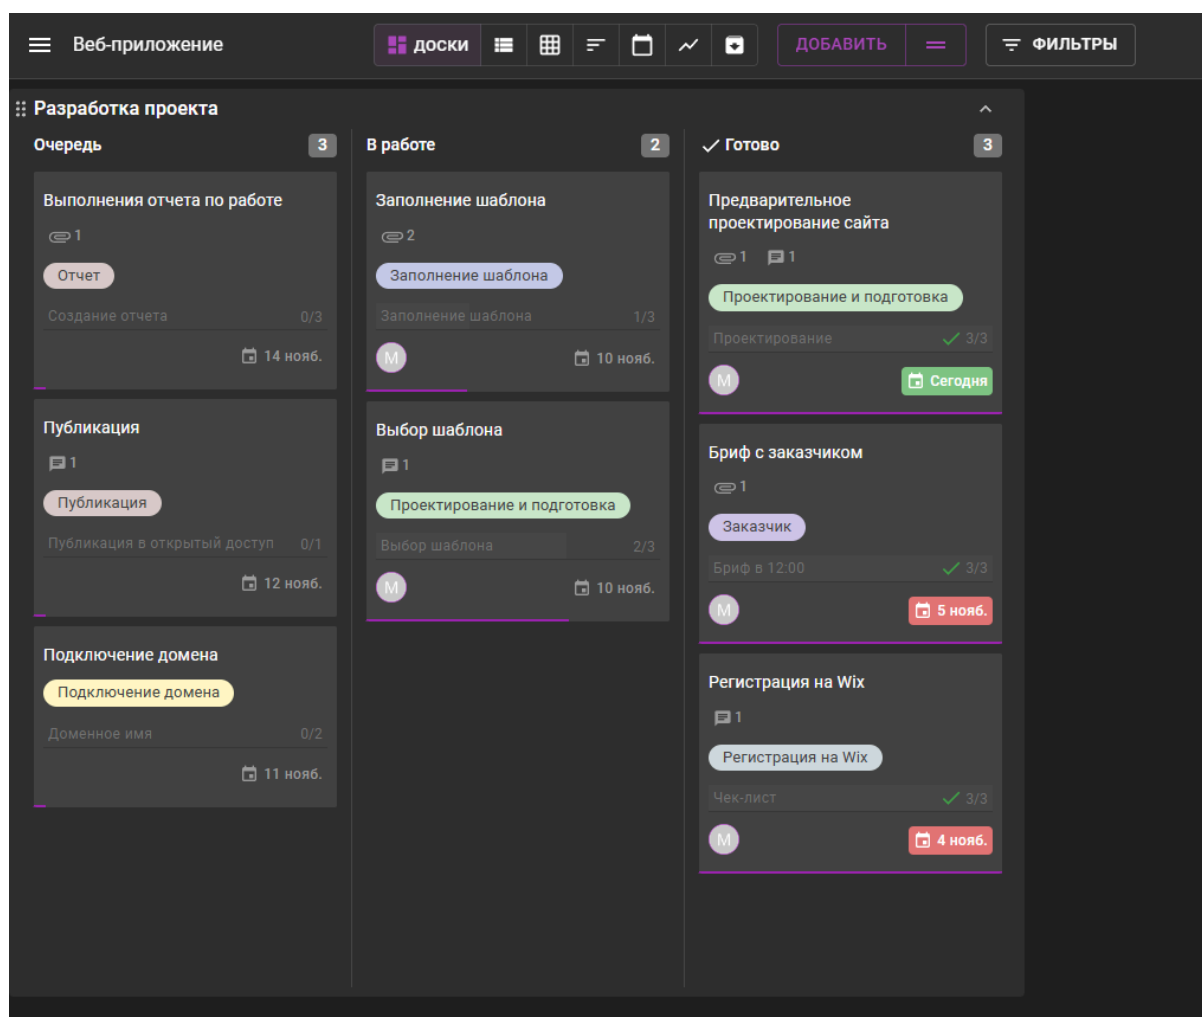 Веб-приложение
ДОСКИ
ДОБАВИТЬ
ФИЛЬТРЫ
Разработка проекта
Очередь 3
Выполнения отчета по работе
1
Отчет
Создание отчета 0/3
14 нояб.
Публикация
1
Публикация
Публикация в открытый доступ 0/1
12 нояб.
Подключение домена
Подключение домена
Доменное имя 0/2
11 нояб.
В работе 2
Заполнение шаблона
2
Заполнение шаблона
Заполнение шаблона 1/3
M 10 нояб.
Выбор шаблона
1
Проектирование и подготовка
Выбор шаблона 2/3
M 10 нояб.
Готово 3
Предварительное
проектирование сайта
1 1
Проектирование и подготовка
Проектирование 3/3
M Сегодня
Бриф с заказчиком
1
Заказчик
Бриф в 12:00 3/3
M 5 нояб.
Регистрация на Wix
1
Регистрация на Wix
Чек-лист 3/3
M 4 нояб.